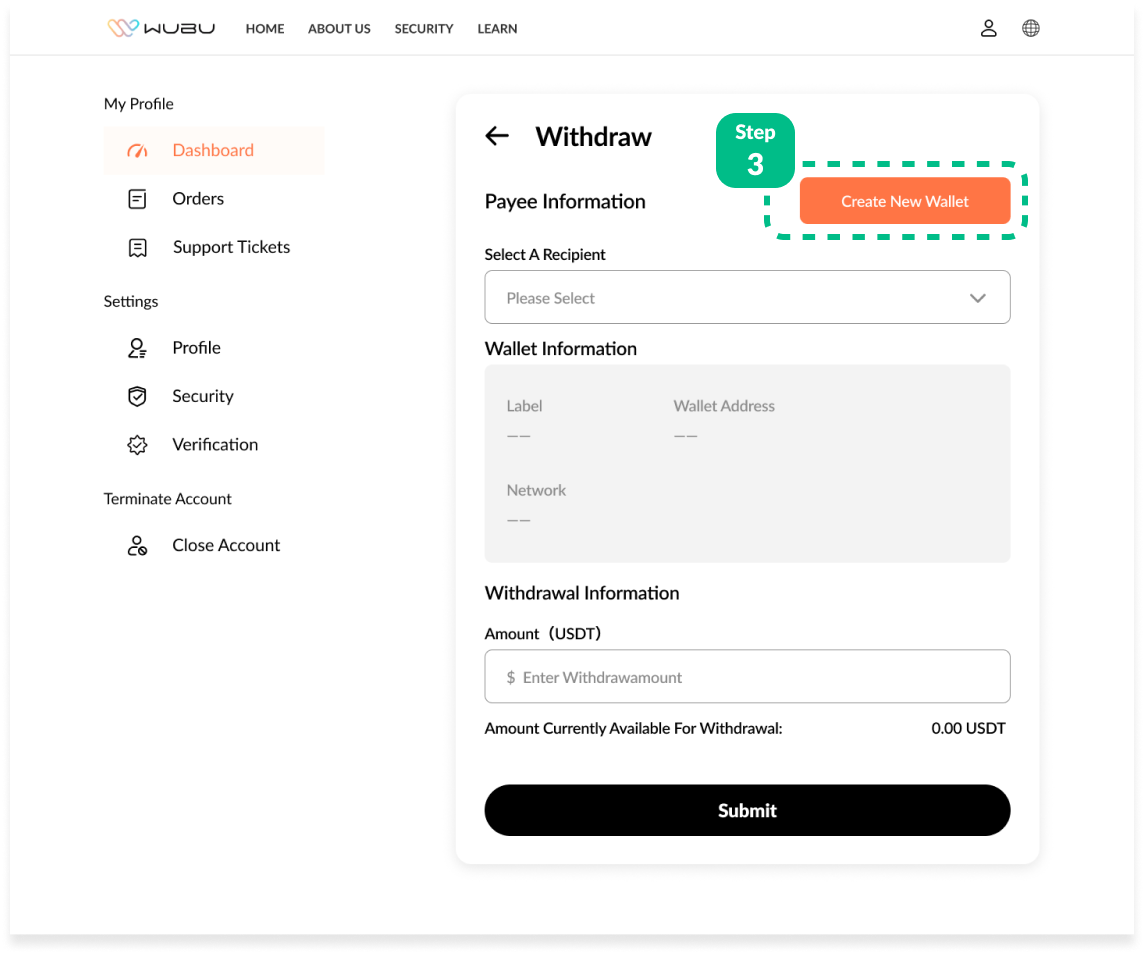 WUBU HOME ABOUT US SECURITY LEARN
My Profile
Dashboard
Orders
Support Tickets
Settings
Profile
Security
Verification
Terminate Account
Close Account
Withdraw
Step
3
Payee Information
Create New Wallet
Select A Recipient
Please Select
Wallet Information
Label Wallet Address
—— ——
Network
——
Withdrawal Information
Amount（USDT）
$ Enter Withdrawamount
Amount Currently Available For Withdrawal: 0.00 USDT
Submit